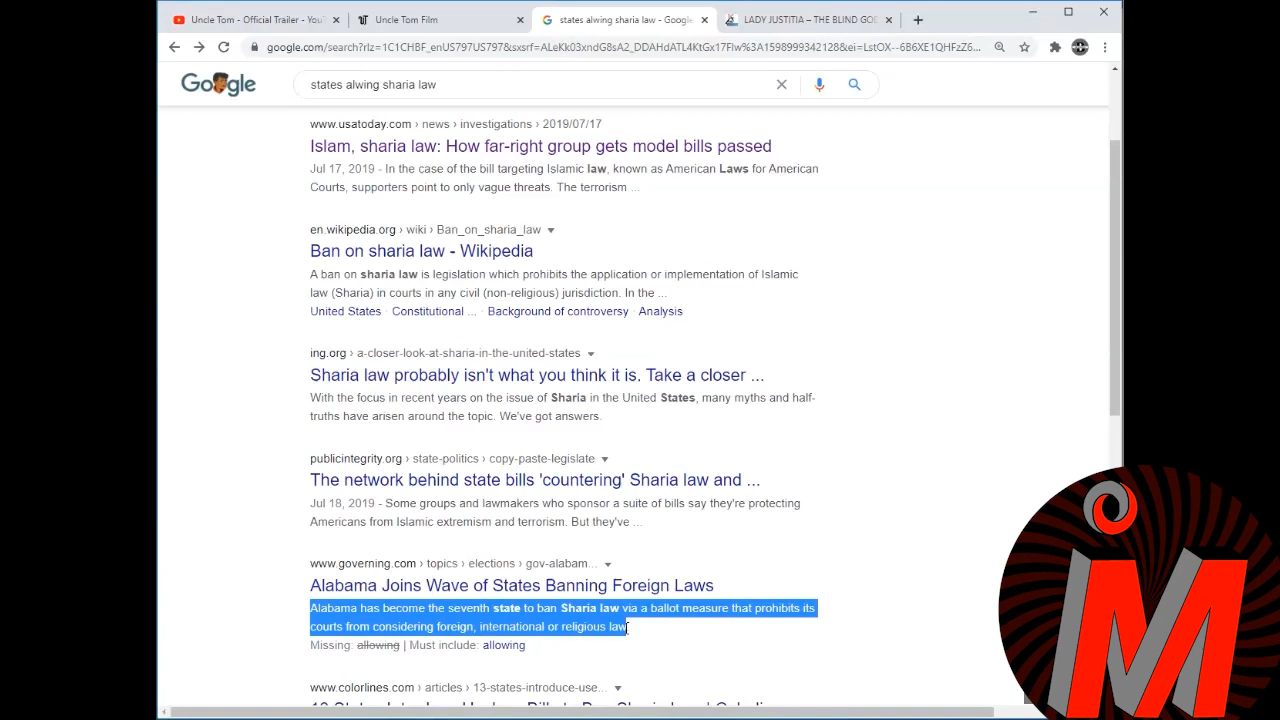 Uncle Tom - Official Trailer - You
Uncle Tom Film
states alwing sharia law - Google
LADY JUSTITIA – THE BLIND GOD
google.com/search?rlz=1C1CHBF_enUS797US797&sxsrf=ALeKk03xndG8sA2_DDAHdATL4KtGx17Flw%3A1598999342128&ei=LstOX--6B6XE1QHFzZ6...
Google
states alwing sharia law
www.usatoday.com › news › investigations › 2019/07/17
Islam, sharia law: How far-right group gets model bills passed
Jul 17, 2019 - In the case of the bill targeting Islamic law, known as American Laws for American
Courts, supporters point to only vague threats. The terrorism ...
en.wikipedia.org › wiki › Ban_on_sharia_law
Ban on sharia law - Wikipedia
A ban on sharia law is legislation which prohibits the application or implementation of Islamic
law (Sharia) in courts in any civil (non-religious) jurisdiction. In the ...
United States · Constitutional ... · Background of controversy · Analysis
ing.org › a-closer-look-at-sharia-in-the-united-states
Sharia law probably isn't what you think it is. Take a closer ...
With the focus in recent years on the issue of Sharia in the United States, many myths and half-
truths have arisen around the topic. We've got answers.
publicintegrity.org › state-politics › copy-paste-legislate
The network behind state bills 'countering' Sharia law and ...
Jul 18, 2019 - Some groups and lawmakers who sponsor a suite of bills say they're protecting
Americans from Islamic extremism and terrorism. But they've ...
www.governing.com › topics › elections › gov-alabam...
Alabama Joins Wave of States Banning Foreign Laws
Alabama has become the seventh state to ban Sharia law via a ballot measure that prohibits its
courts from considering foreign, international or religious law
Missing: allowing | Must include: allowing
www.colorlines.com › articles › 13-states-introduce-use...
M